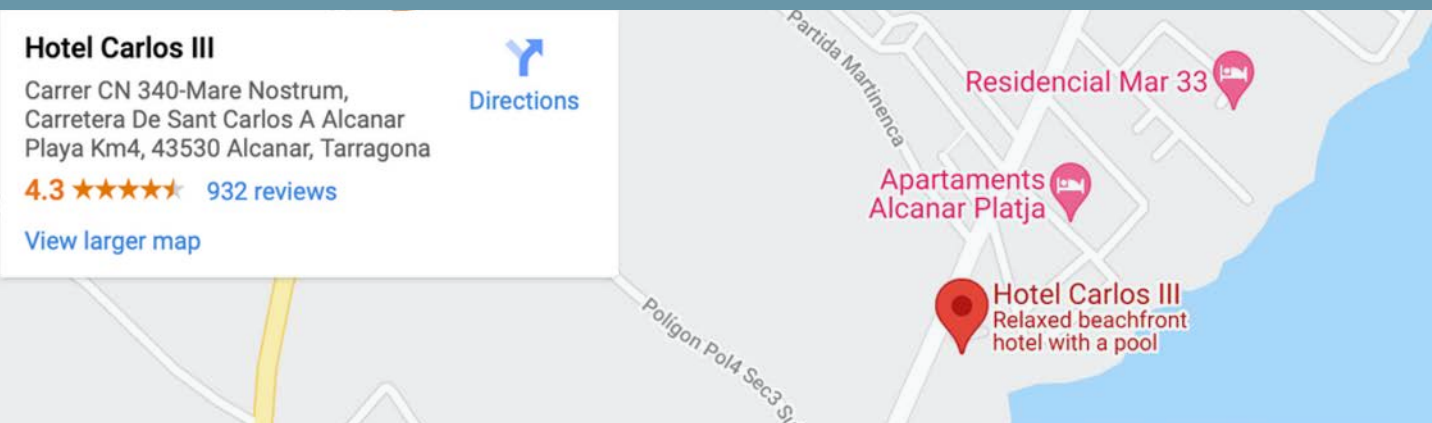 Hotel Carlos III
Carrer CN 340-Mare Nostrum,
Carretera De Sant Carlos A Alcanar
Playa Km4, 43530 Alcanar, Tarragona
4.3
932 reviews
View larger map
Directions
Partida Martinenca
Residencial Mar 33
Apartaments
Alcanar Platja
Hotel Carlos III
Relaxed beachfront
hotel with a pool
Polígon Pol4 Sec3